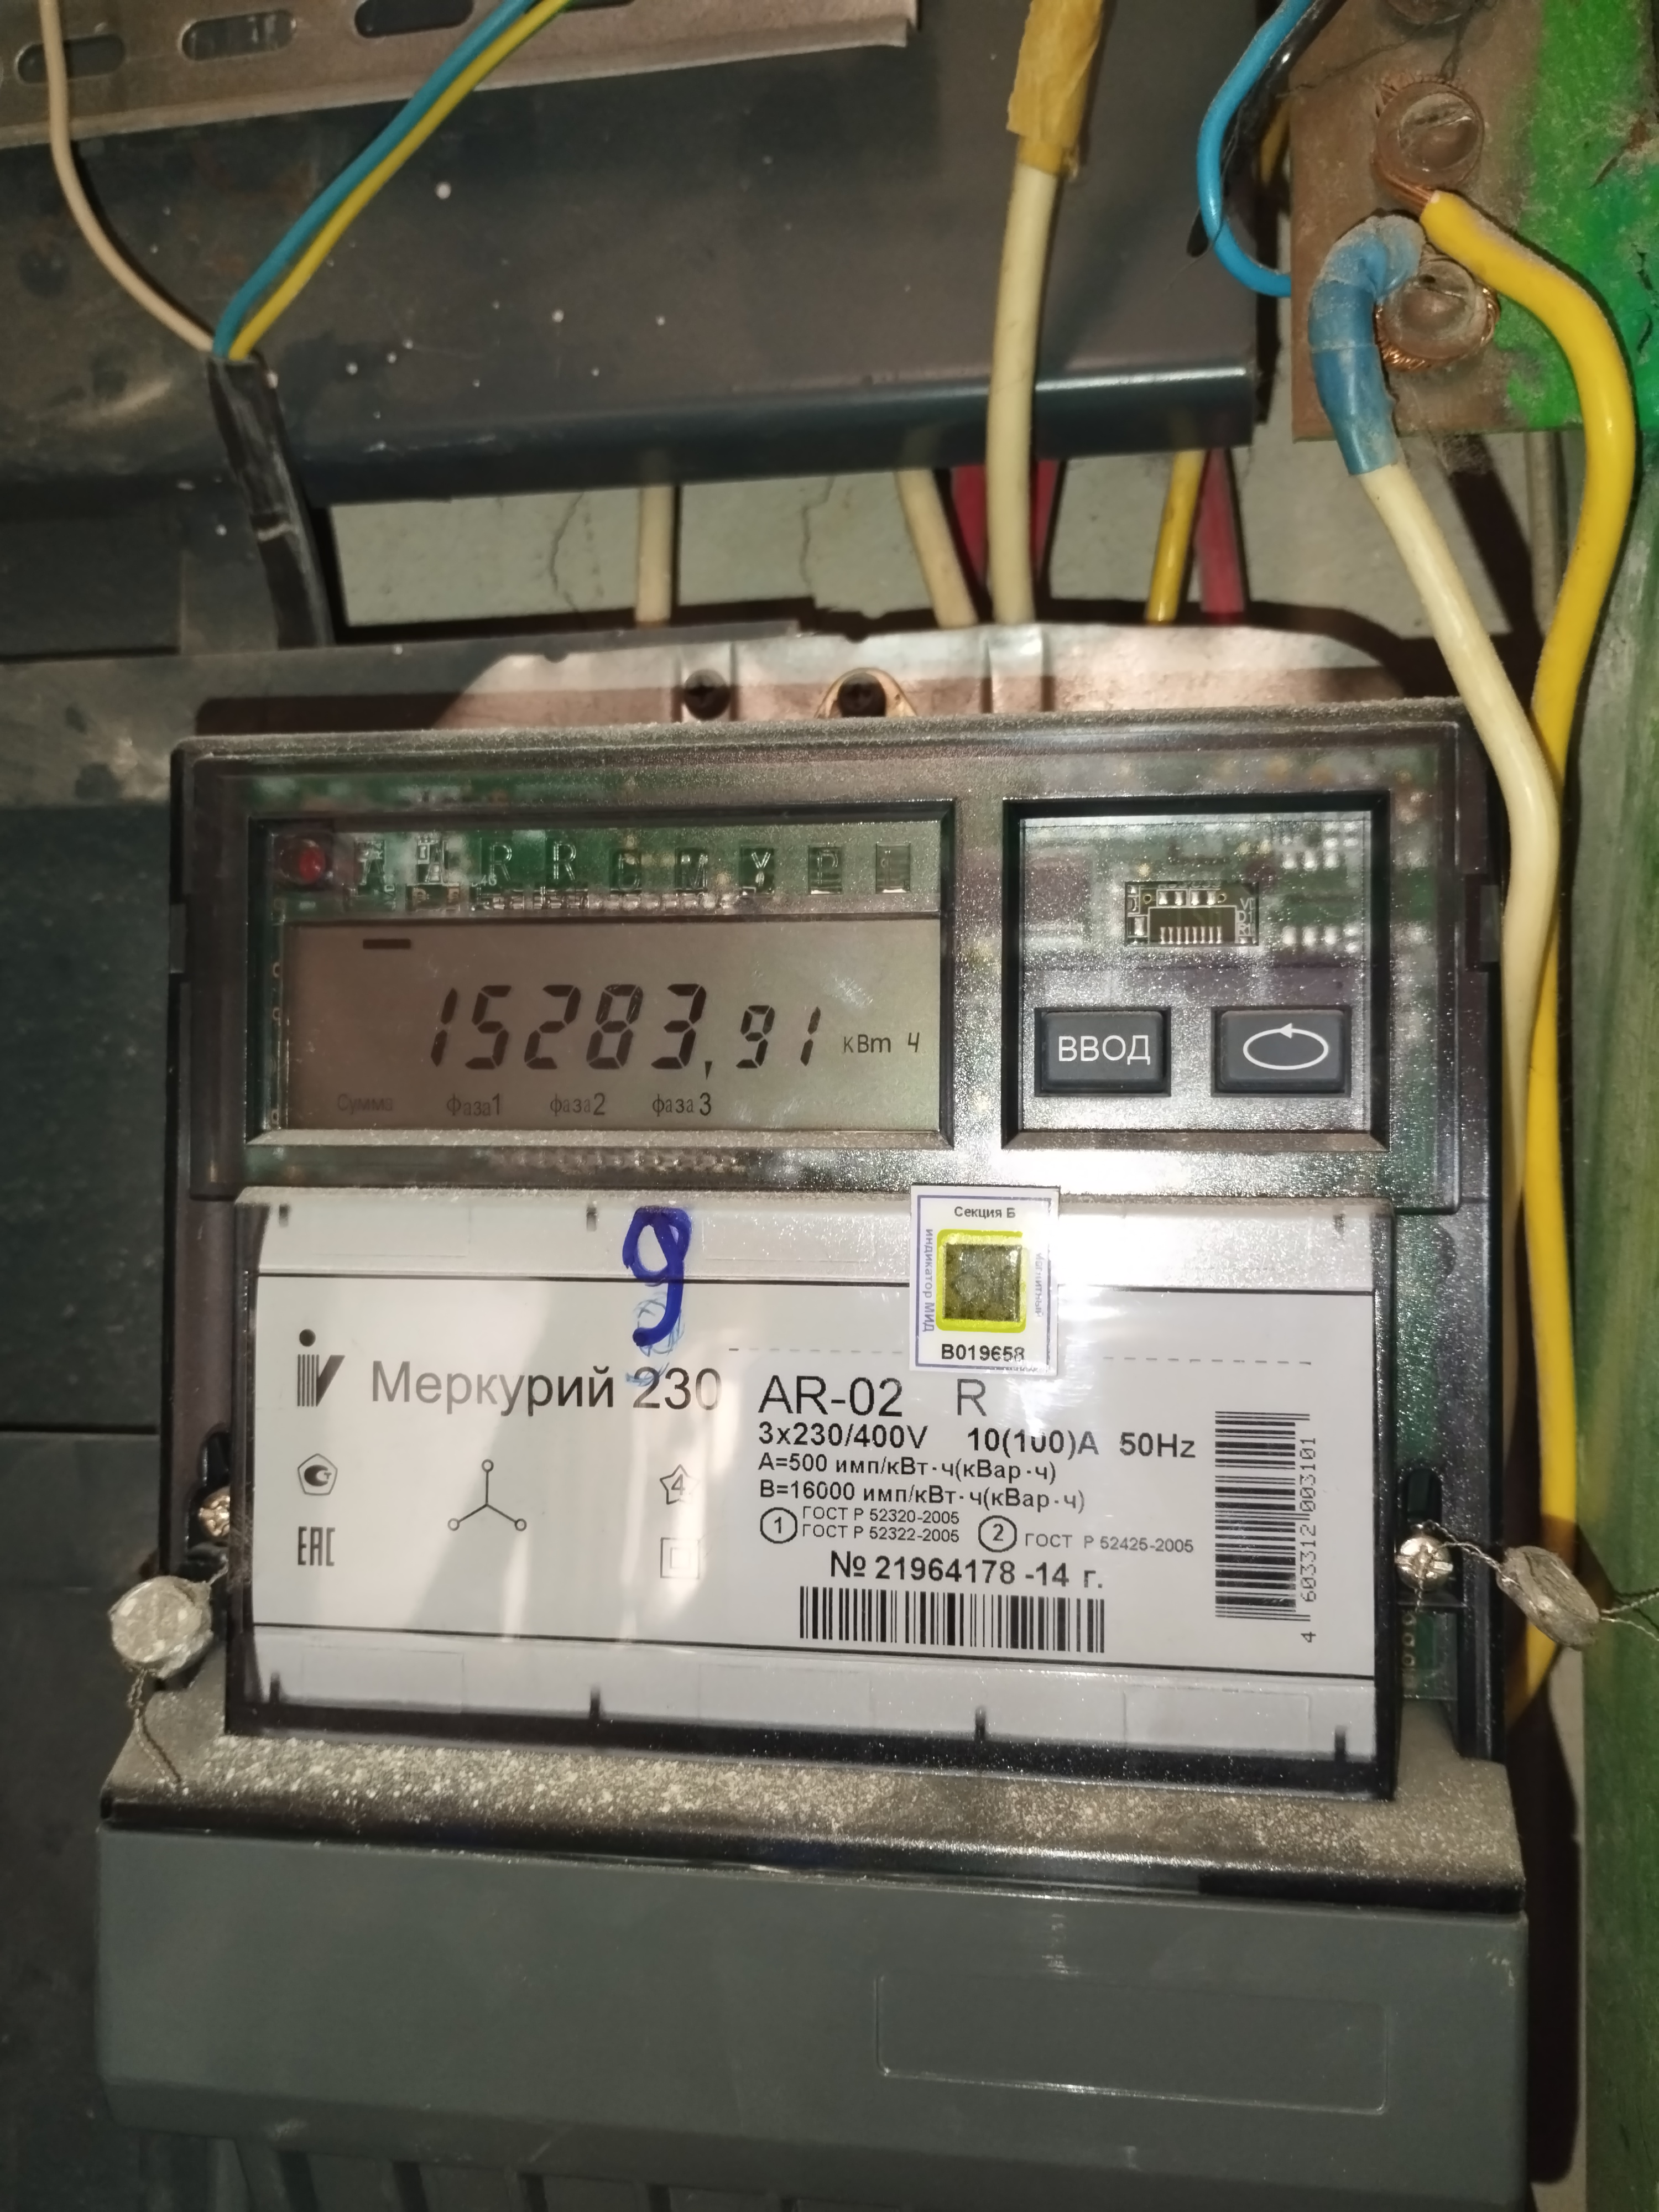 15283,91 кВт ч
Сумма фаза1 фаза2 фаза3
ВВОД
Секция Б
индикатор МИД
B019658
9
Меркурий 230 AR-02 R
3x230/400V 10(100)A 50Hz
A=500 имп/кВт·ч(кВар·ч)
B=16000 имп/кВт·ч(кВар·ч)
1 ГОСТ Р 52320-2005
ГОСТ Р 52322-2005
2 ГОСТ Р 52425-2005
№ 21964178 -14 г.
4
EAC
4 603312 003101